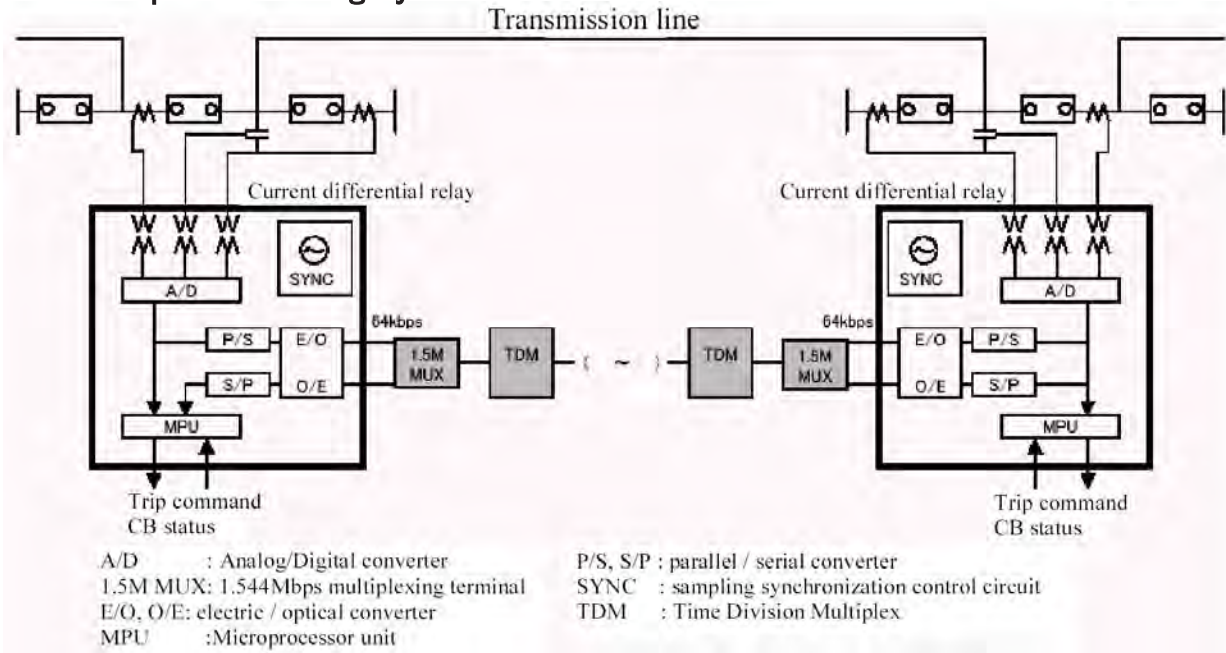 Transmission line
Current differential relay
Current differential relay
SYNC
SYNC
A/D
A/D
64kbps
64kbps
P/S
E/O
1.5M
MUX
TDM
TDM
1.5M
MUX
E/O
P/S
S/P
O/E
O/E
S/P
MPU
MPU
Trip command
CB status
Trip command
CB status
A/D : Analog/Digital converter
1.5M MUX: 1.544Mbps multiplexing terminal
E/O, O/E: electric / optical converter
MPU :Microprocessor unit
P/S, S/P : parallel / serial converter
SYNC : sampling synchronization control circuit
TDM : Time Division Multiplex